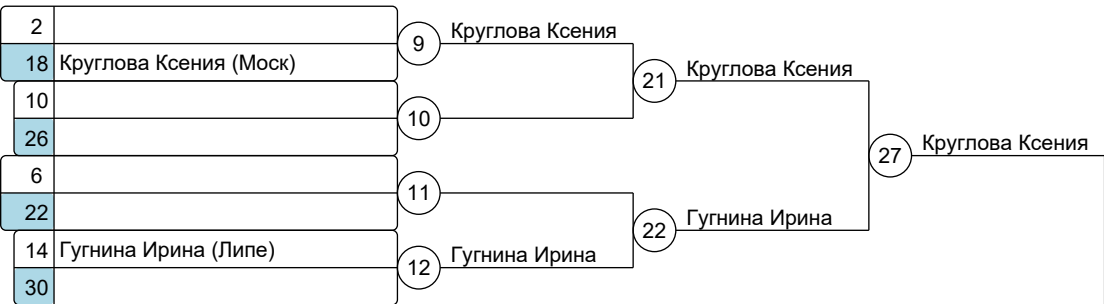 2
9
Круглова Ксения
18 Круглова Ксения (Моск)
21
Круглова Ксения
10
10
26
27
Круглова Ксения
6
11
22
22
Гугнина Ирина
14 Гугнина Ирина (Липе)
12
Гугнина Ирина
30